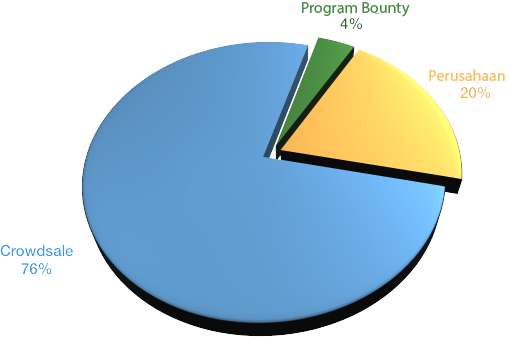 Program Bounty
4%
Perusahaan
20%
Crowdsale
76%